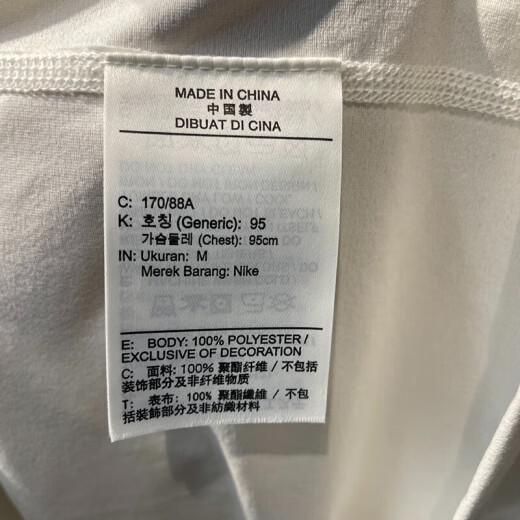 MADE IN CHINA
中国製
DIBUAT DI CINA
C: 170/88A
K: 호칭 (Generic): 95
가슴둘레 (Chest): 95cm
IN: Ukuran: M
Merek Barang: Nike
E: BODY: 100% POLYESTER /
EXCLUSIVE OF DECORATION
C: 面料: 100% 聚酯纤维 / 不包括
装饰部分及非纤维物质
T: 表布: 100% 聚酯纖維 / 不包
括裝飾部分及非紡織材料